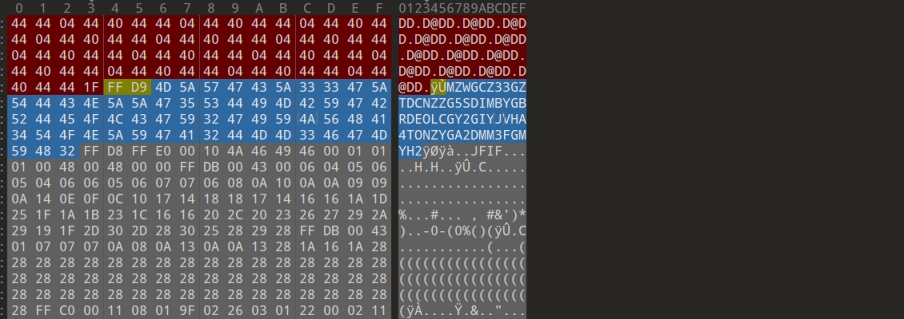 0 1 2 3 4 5 6 7 8 9 A B C D E F 0123456789ABCDEF
: 44 44 04 44 40 44 44 04 44 40 44 44 04 44 40 44 DD.D@DD.D@DD.D@D
: 44 04 44 40 44 44 04 44 40 44 44 04 44 40 44 44 D.D@DD.D@DD.D@DD
: 04 44 40 44 44 04 44 40 44 44 04 44 40 44 44 04 .D@DD.D@DD.D@DD.
: 44 40 44 44 04 44 40 44 44 04 44 40 44 44 04 44 D@DD.D@DD.D@DD.D
: 40 44 44 1F FF D9 4D 5A 57 47 43 5A 33 33 47 5A @DD.ÿÙMZWGCZ33GZ
: 54 44 43 4E 5A 5A 47 35 53 44 49 4D 42 59 47 42 TDCNZZG5SDIMBYGB
: 52 44 45 4F 4C 43 47 59 32 47 49 59 4A 56 48 41 RDEOLCGY2GIYJVHA
: 34 54 4F 4E 5A 59 47 41 32 44 4D 4D 33 46 47 4D 4TONZYGA2DMM3FGM
: 59 48 32 FF D8 FF E0 00 10 4A 46 49 46 00 01 01 YH2ÿØÿà..JFIF...
: 01 00 48 00 48 00 00 FF DB 00 43 00 06 04 05 06 ..H.H..ÿÛ.C.....
: 05 04 06 06 05 06 07 07 06 08 0A 10 0A 0A 09 09 ................
: 0A 14 0E 0F 0C 10 17 14 18 18 17 14 16 16 1A 1D ................
: 25 1F 1A 1B 23 1C 16 16 20 2C 20 23 26 27 29 2A %...#... , #&')*
: 29 19 1F 2D 30 2D 28 30 25 28 29 28 FF DB 00 43 )..-0-(0%()(ÿÛ.C
: 01 07 07 07 0A 08 0A 13 0A 0A 13 28 1A 16 1A 28 ...........(...(
: 28 28 28 28 28 28 28 28 28 28 28 28 28 28 28 28 ((((((((((((((((
: 28 28 28 28 28 28 28 28 28 28 28 28 28 28 28 28 ((((((((((((((((
: 28 28 28 28 28 28 28 28 28 28 28 28 28 28 28 28 ((((((((((((((((
: 28 FF C0 00 11 08 01 9F 02 26 03 01 22 00 02 11 (ÿÀ....Ÿ.&.."...